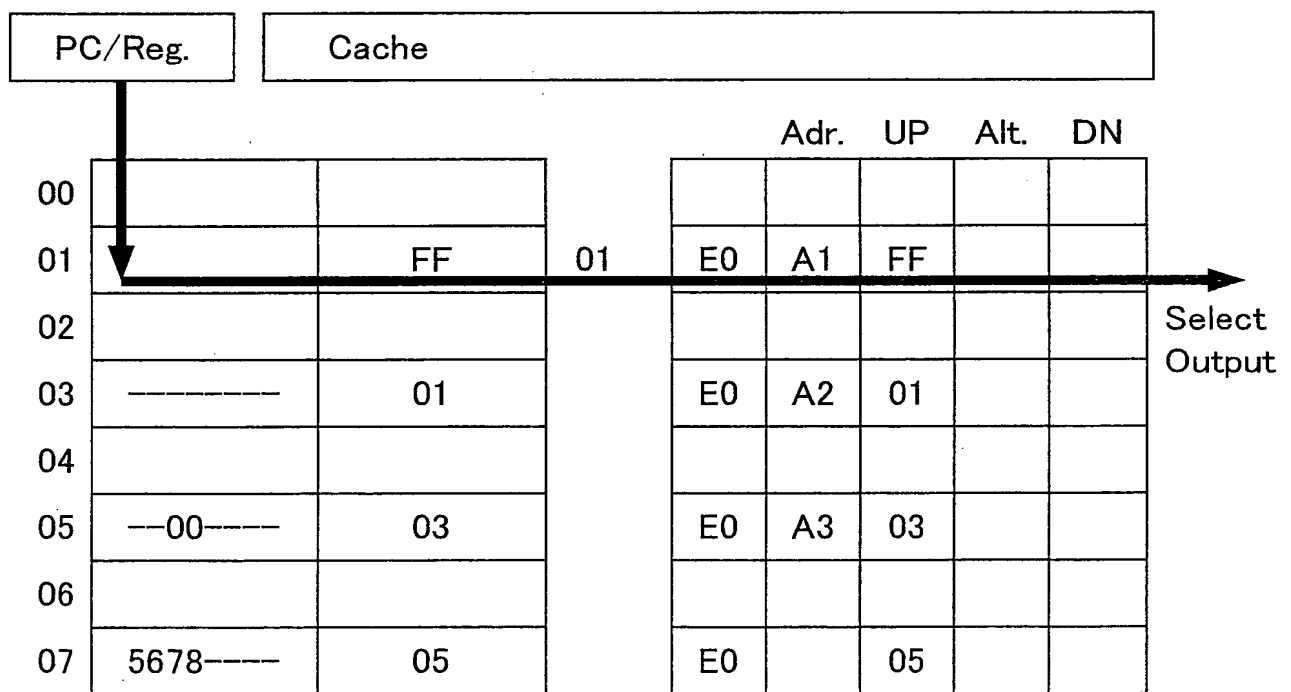 PC/Reg. Cache
Adr. UP Alt. DN
00
01 FF 01 E0 A1 FF
02 Select
Output
03 -------- 01 E0 A2 01
04
05 --00---- 03 E0 A3 03
06
07 5678---- 05 E0 05